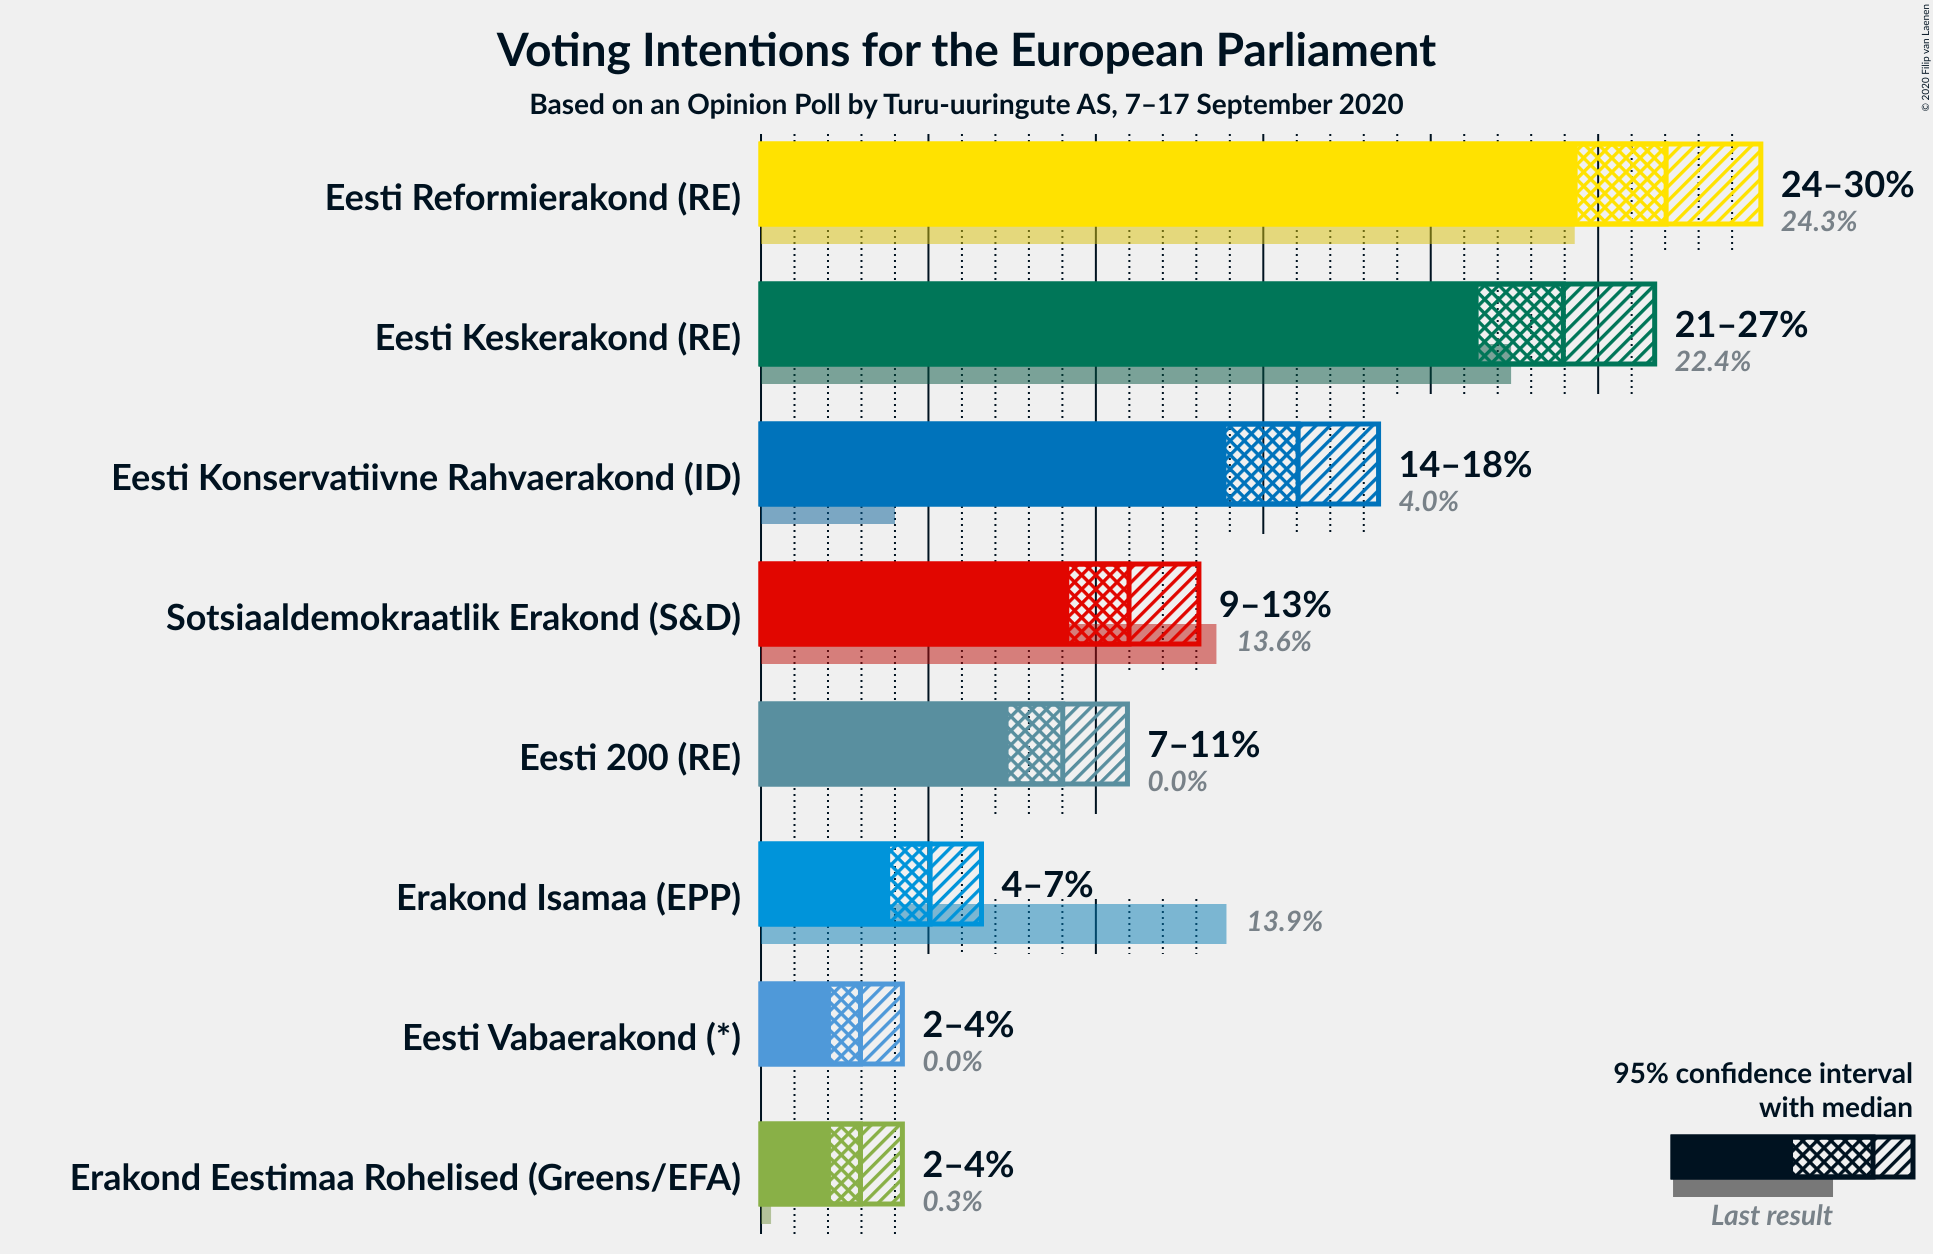 Voting Intentions for the European Parliament
Based on an Opinion Poll by Turu-uuringute AS, 7–17 September 2020
© 2020 Filip van Laenen
Eesti Reformierakond (RE)
24–30%
24.3%
Eesti Keskerakond (RE)
21–27%
22.4%
Eesti Konservatiivne Rahvaerakond (ID)
14–18%
4.0%
Sotsiaaldemokraatlik Erakond (S&D)
9–13%
13.6%
Eesti 200 (RE)
7–11%
0.0%
Erakond Isamaa (EPP)
4–7%
13.9%
Eesti Vabaerakond (*)
2–4%
0.0%
Erakond Eestimaa Rohelised (Greens/EFA)
2–4%
0.3%
95% confidence interval
with median
Last result